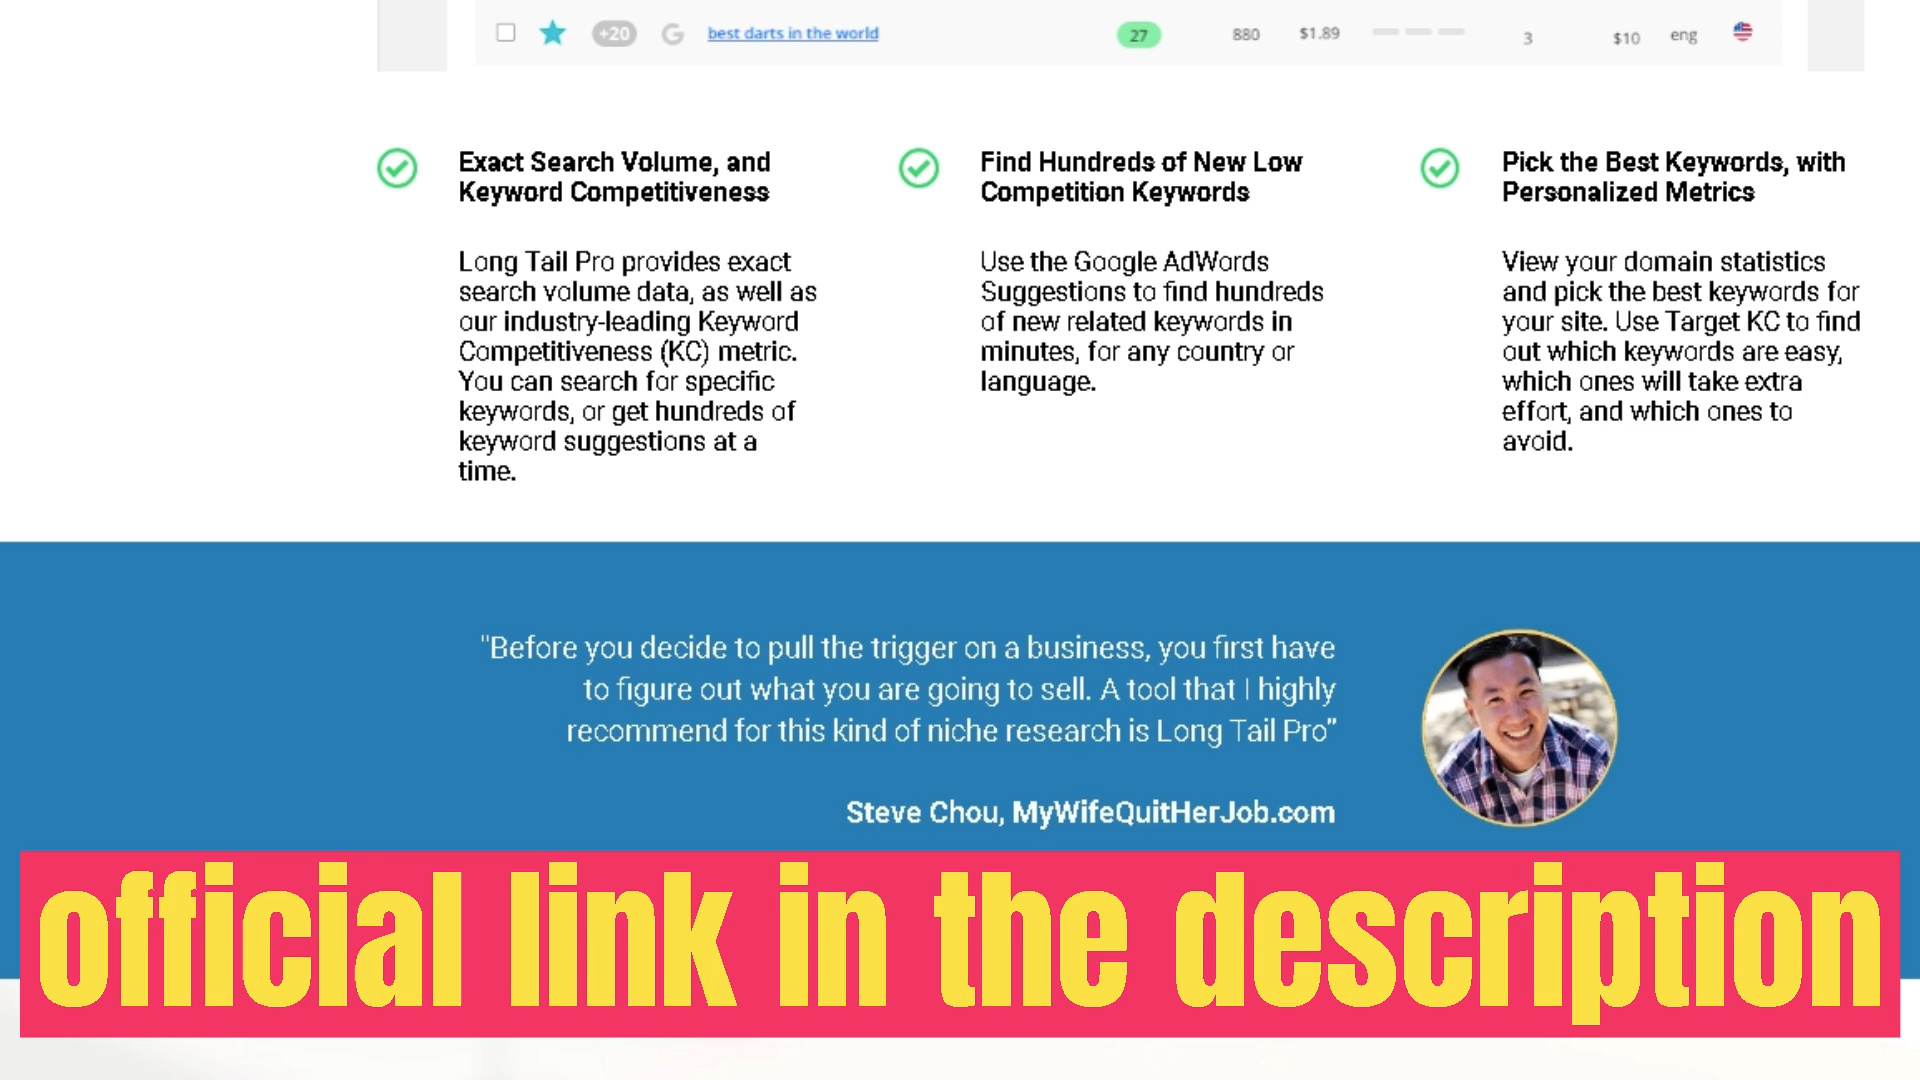 +20 G best darts in the world 27 880 $1.89 3 $10 eng
Exact Search Volume, and
Keyword Competitiveness
Long Tail Pro provides exact
search volume data, as well as
our industry-leading Keyword
Competitiveness (KC) metric.
You can search for specific
keywords, or get hundreds of
keyword suggestions at a
time.
Find Hundreds of New Low
Competition Keywords
Use the Google AdWords
Suggestions to find hundreds
of new related keywords in
minutes, for any country or
language.
Pick the Best Keywords, with
Personalized Metrics
View your domain statistics
and pick the best keywords for
your site. Use Target KC to find
out which keywords are easy,
which ones will take extra
effort, and which ones to
avoid.
"Before you decide to pull the trigger on a business, you first have
to figure out what you are going to sell. A tool that I highly
recommend for this kind of niche research is Long Tail Pro”
Steve Chou, MyWifeQuitHerJob.com
official link in the description